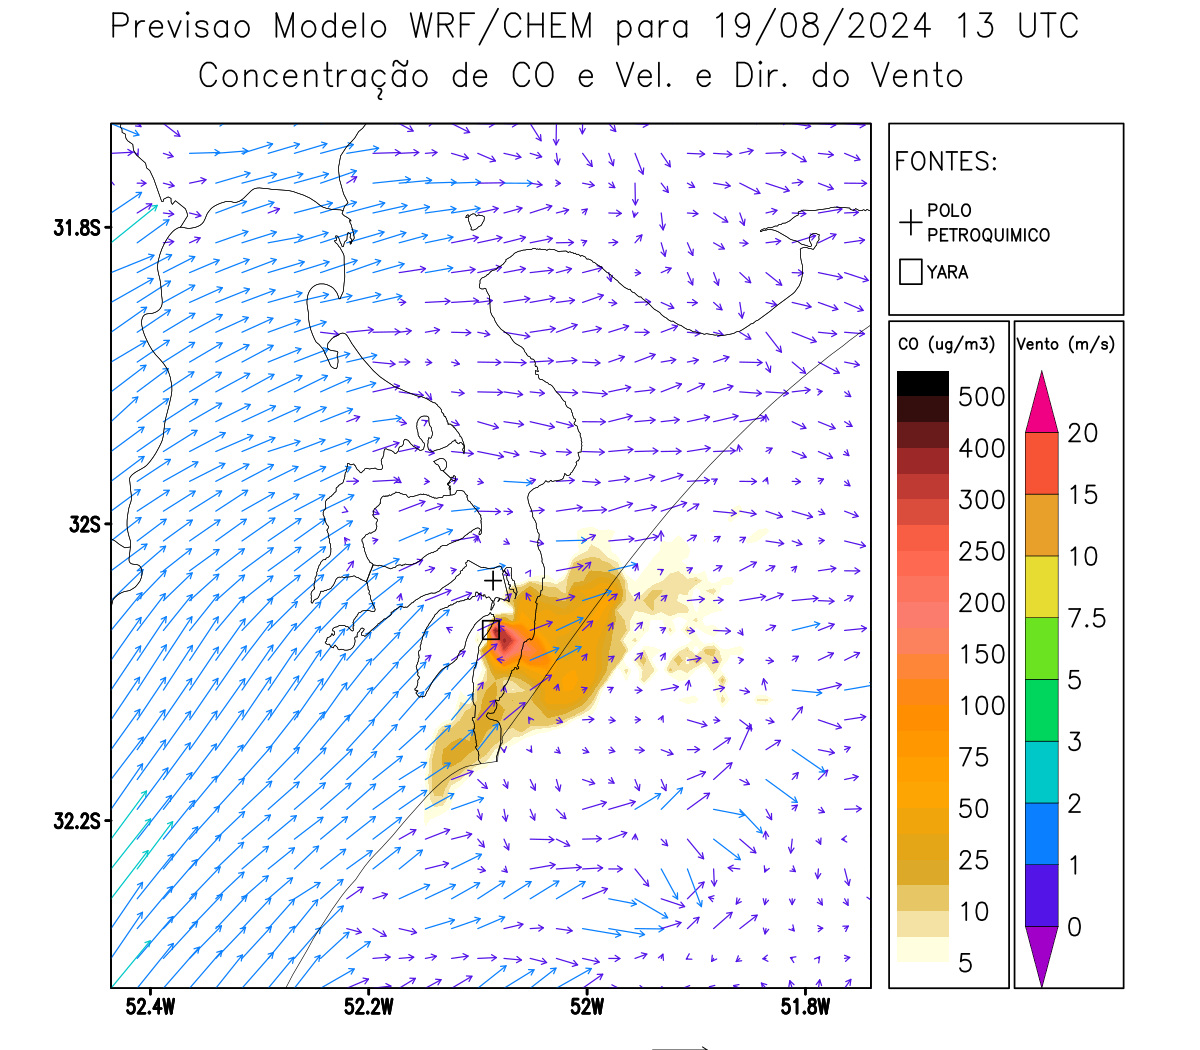 Previsao Modelo WRF/CHEM para 19/08/2024 13 UTC
Concentração de CO e Vel. e Dir. do Vento
FONTES:
POLO
PETROQUIMICO
YARA
CO (ug/m3)
500
400
300
250
200
150
100
75
50
25
10
5
Vento (m/s)
20
15
10
7.5
5
3
2
1
0
31.8S
32S
32.2S
52.4W
52.2W
52W
51.8W